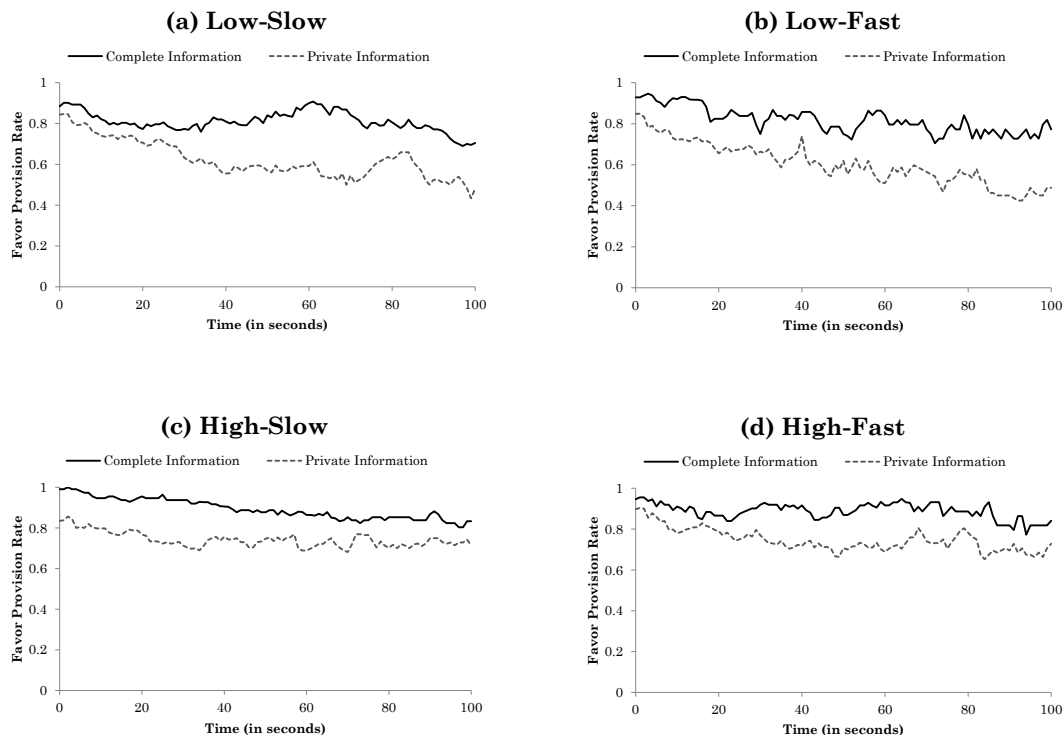 (a) Low-Slow
Complete Information Private Information
1
0.8
0.6
0.4
0.2
0
Favor Provision Rate
0 20 40 60 80 100
Time (in seconds)
(b) Low-Fast
Complete Information Private Information
1
0.8
0.6
0.4
0.2
0
Favor Provision Rate
0 20 40 60 80 100
Time (in seconds)
(c) High-Slow
Complete Information Private Information
1
0.8
0.6
0.4
0.2
0
Favor Provision Rate
0 20 40 60 80 100
Time (in seconds)
(d) High-Fast
Complete Information Private Information
1
0.8
0.6
0.4
0.2
0
Favor Provision Rate
0 20 40 60 80 100
Time (in seconds)